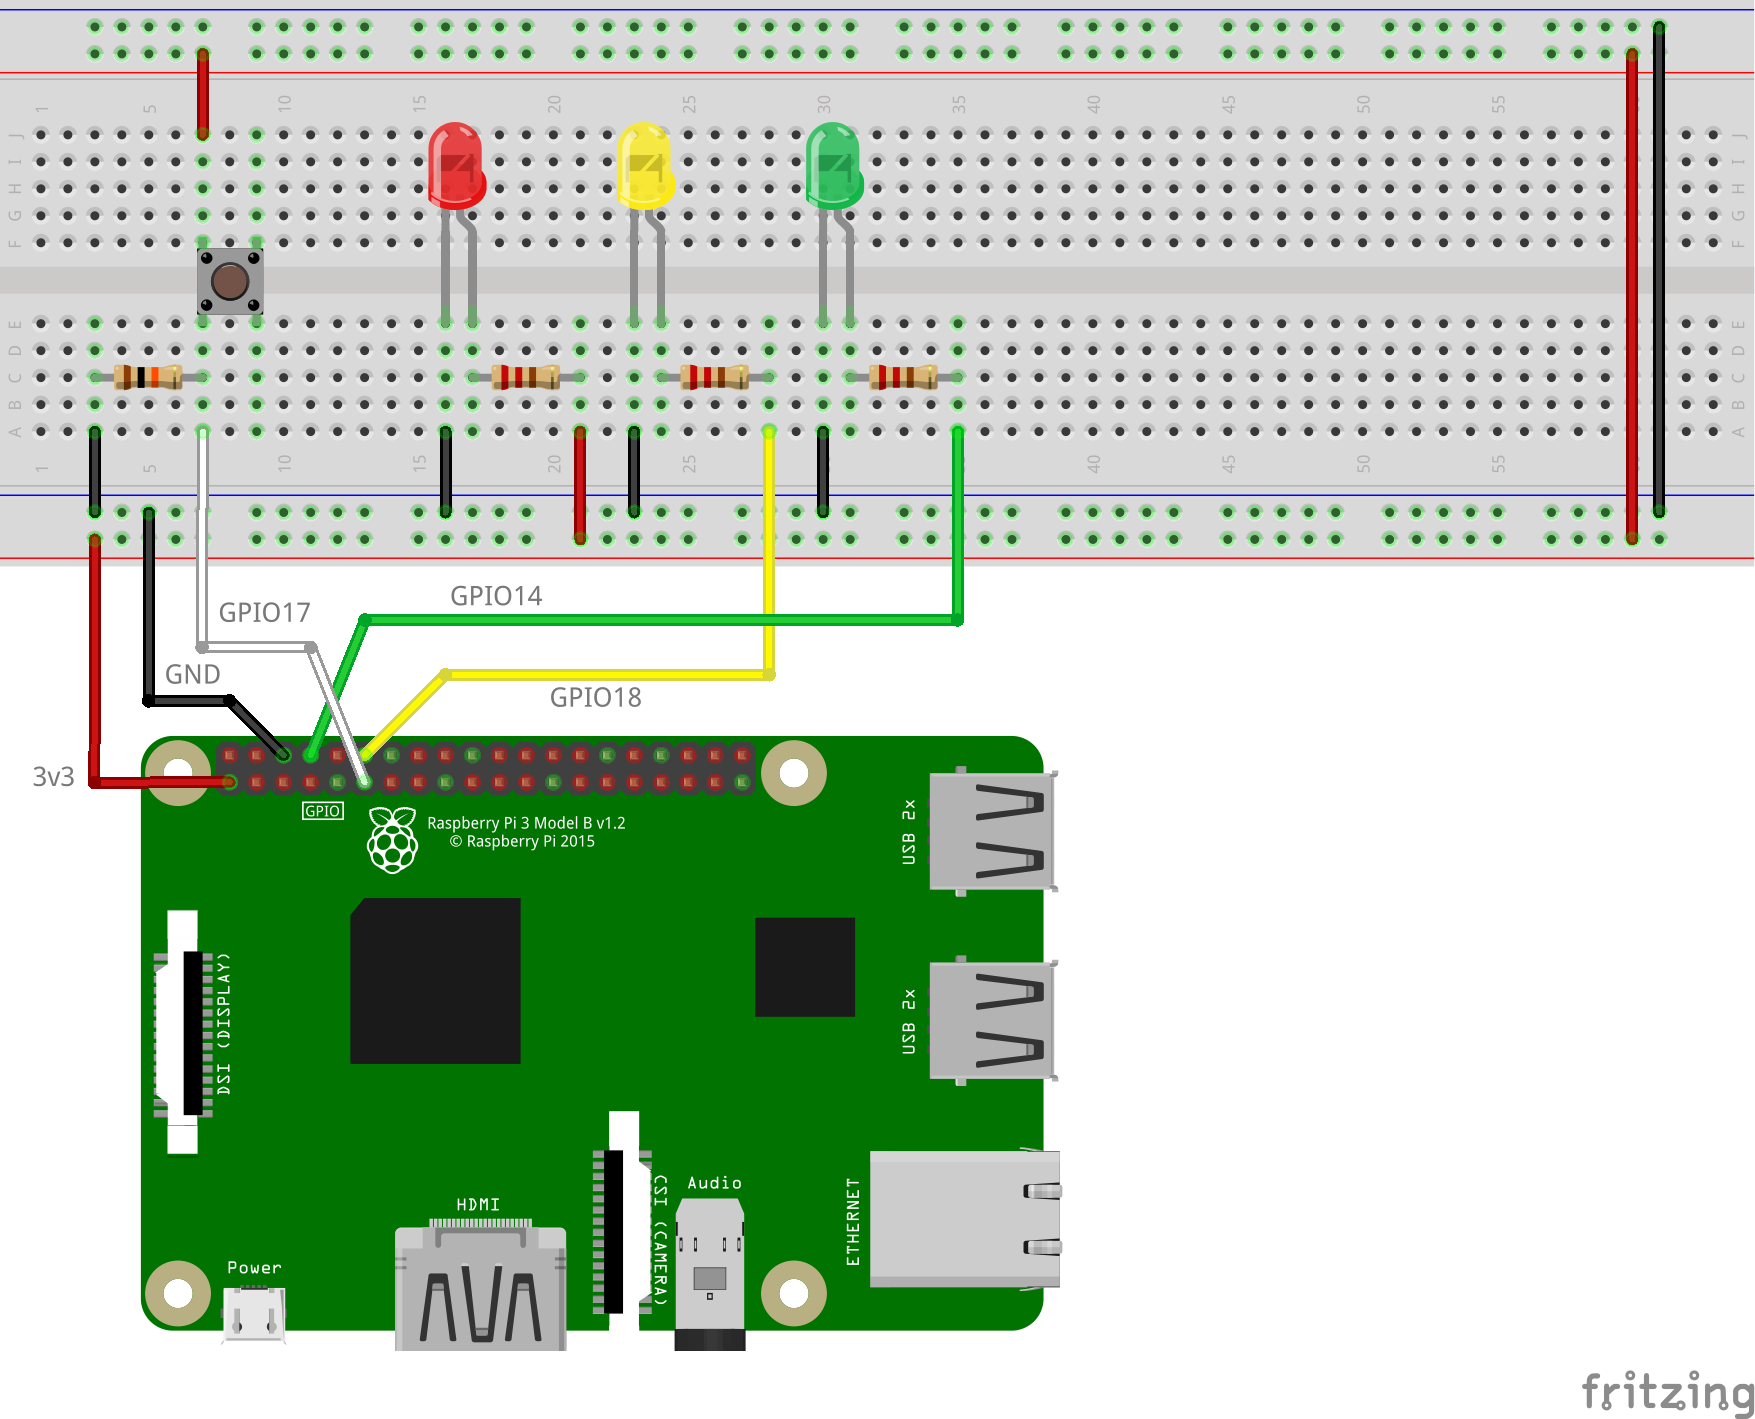 1 5 10 15 20 25 30 35 40 45 50 55
J J
I I
H H
G G
F F
E E
D D
C C
B B
A A
1 5 10 15 20 25 40 45 50 55
GPIO14
GPIO17
GND
GPIO18
3v3
GPIO
Raspberry Pi 3 Model B v1.2
© Raspberry Pi 2015
USB 2x
DSI (DISPLAY)
USB 2x
HDMI
CSI (CAMERA)
Audio
ETHERNET
Power
fritzing